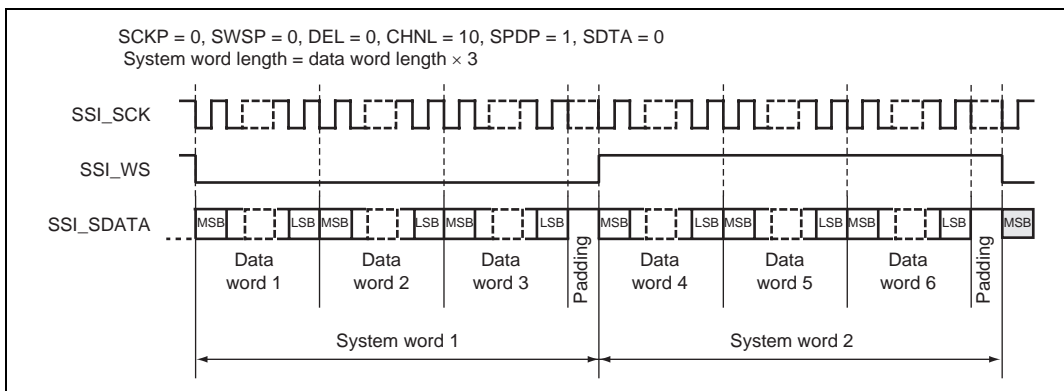 SCKP = 0, SWSP = 0, DEL = 0, CHNL = 10, SPDP = 1, SDTA = 0
System word length = data word length × 3
SSI_SCK
SSI_WS
SSI_SDATA
MSB LSB MSB LSB MSB LSB MSB LSB MSB LSB MSB LSB MSB
Data word 1
Data word 2
Data word 3
Padding
Data word 4
Data word 5
Data word 6
Padding
System word 1
System word 2